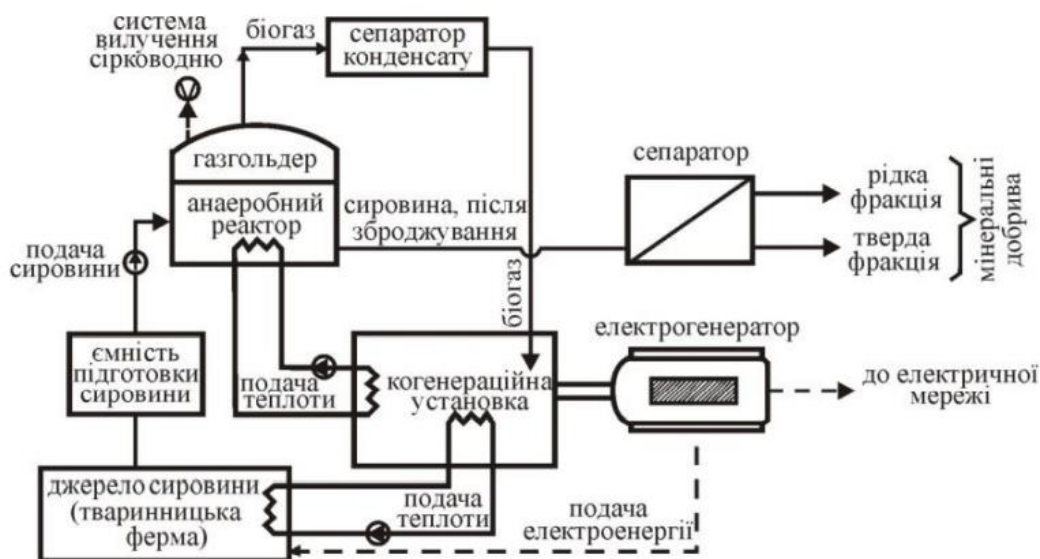 система
вилучення
сірководню
біогаз
сепаратор
конденсату
газгольдер
анаеробний
реактор
сировина, після
зброджування
сепаратор
рідка
фракція
тверда
фракція
мінеральні
добрива
подача
сировини
біогаз
електрогенератор
ємність
підготовки
сировини
подача
теплоти
когенераційна
установка
до електричної
мережі
джерело сировини
(тваринницька
ферма)
подача
теплоти
подача
електроенергії